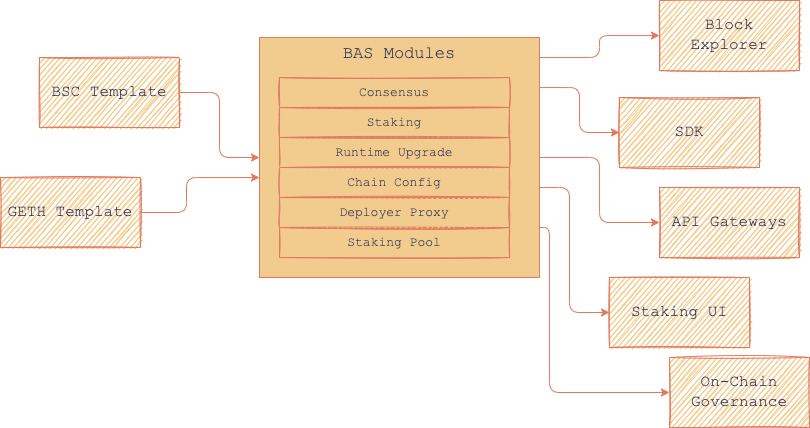 BSC Template
GETH Template
BAS Modules
Consensus
Staking
Runtime Upgrade
Chain Config
Deployer Proxy
Staking Pool
Block
Explorer
SDK
API Gateways
Staking UI
On-Chain
Governance